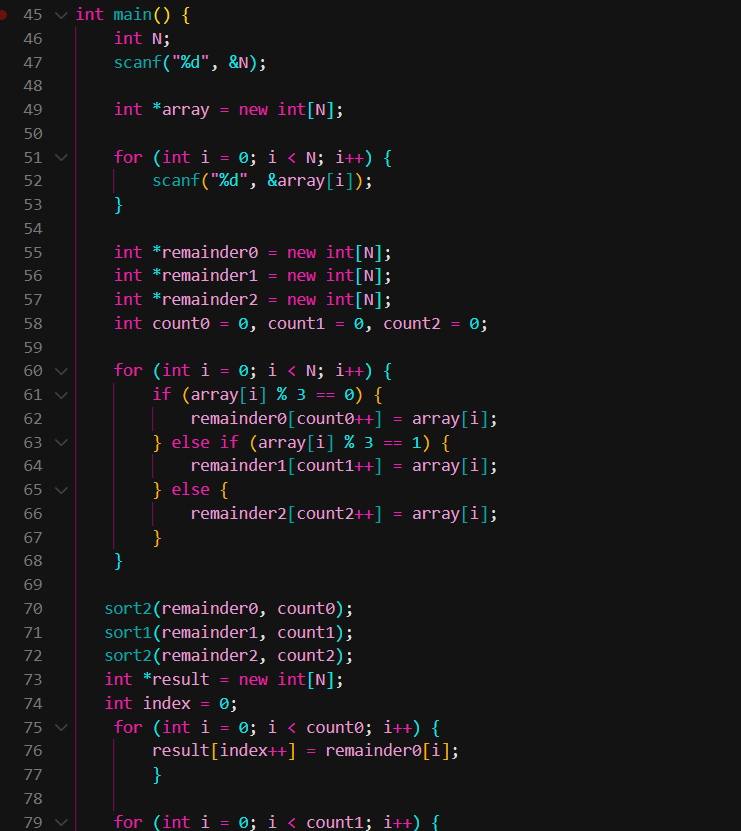 45 int main() {
46     int N;
47     scanf("%d", &N);
48
49     int *array = new int[N];
50
51     for (int i = 0; i < N; i++) {
52         scanf("%d", &array[i]);
53     }
54
55     int *remainder0 = new int[N];
56     int *remainder1 = new int[N];
57     int *remainder2 = new int[N];
58     int count0 = 0, count1 = 0, count2 = 0;
59
60     for (int i = 0; i < N; i++) {
61         if (array[i] % 3 == 0) {
62             remainder0[count0++] = array[i];
63         } else if (array[i] % 3 == 1) {
64             remainder1[count1++] = array[i];
65         } else {
66             remainder2[count2++] = array[i];
67         }
68     }
69
70    sort2(remainder0, count0);
71    sort1(remainder1, count1);
72    sort2(remainder2, count2);
73    int *result = new int[N];
74    int index = 0;
75     for (int i = 0; i < count0; i++) {
76         result[index++] = remainder0[i];
77         }
78
79     for (int i = 0; i < count1; i++) {